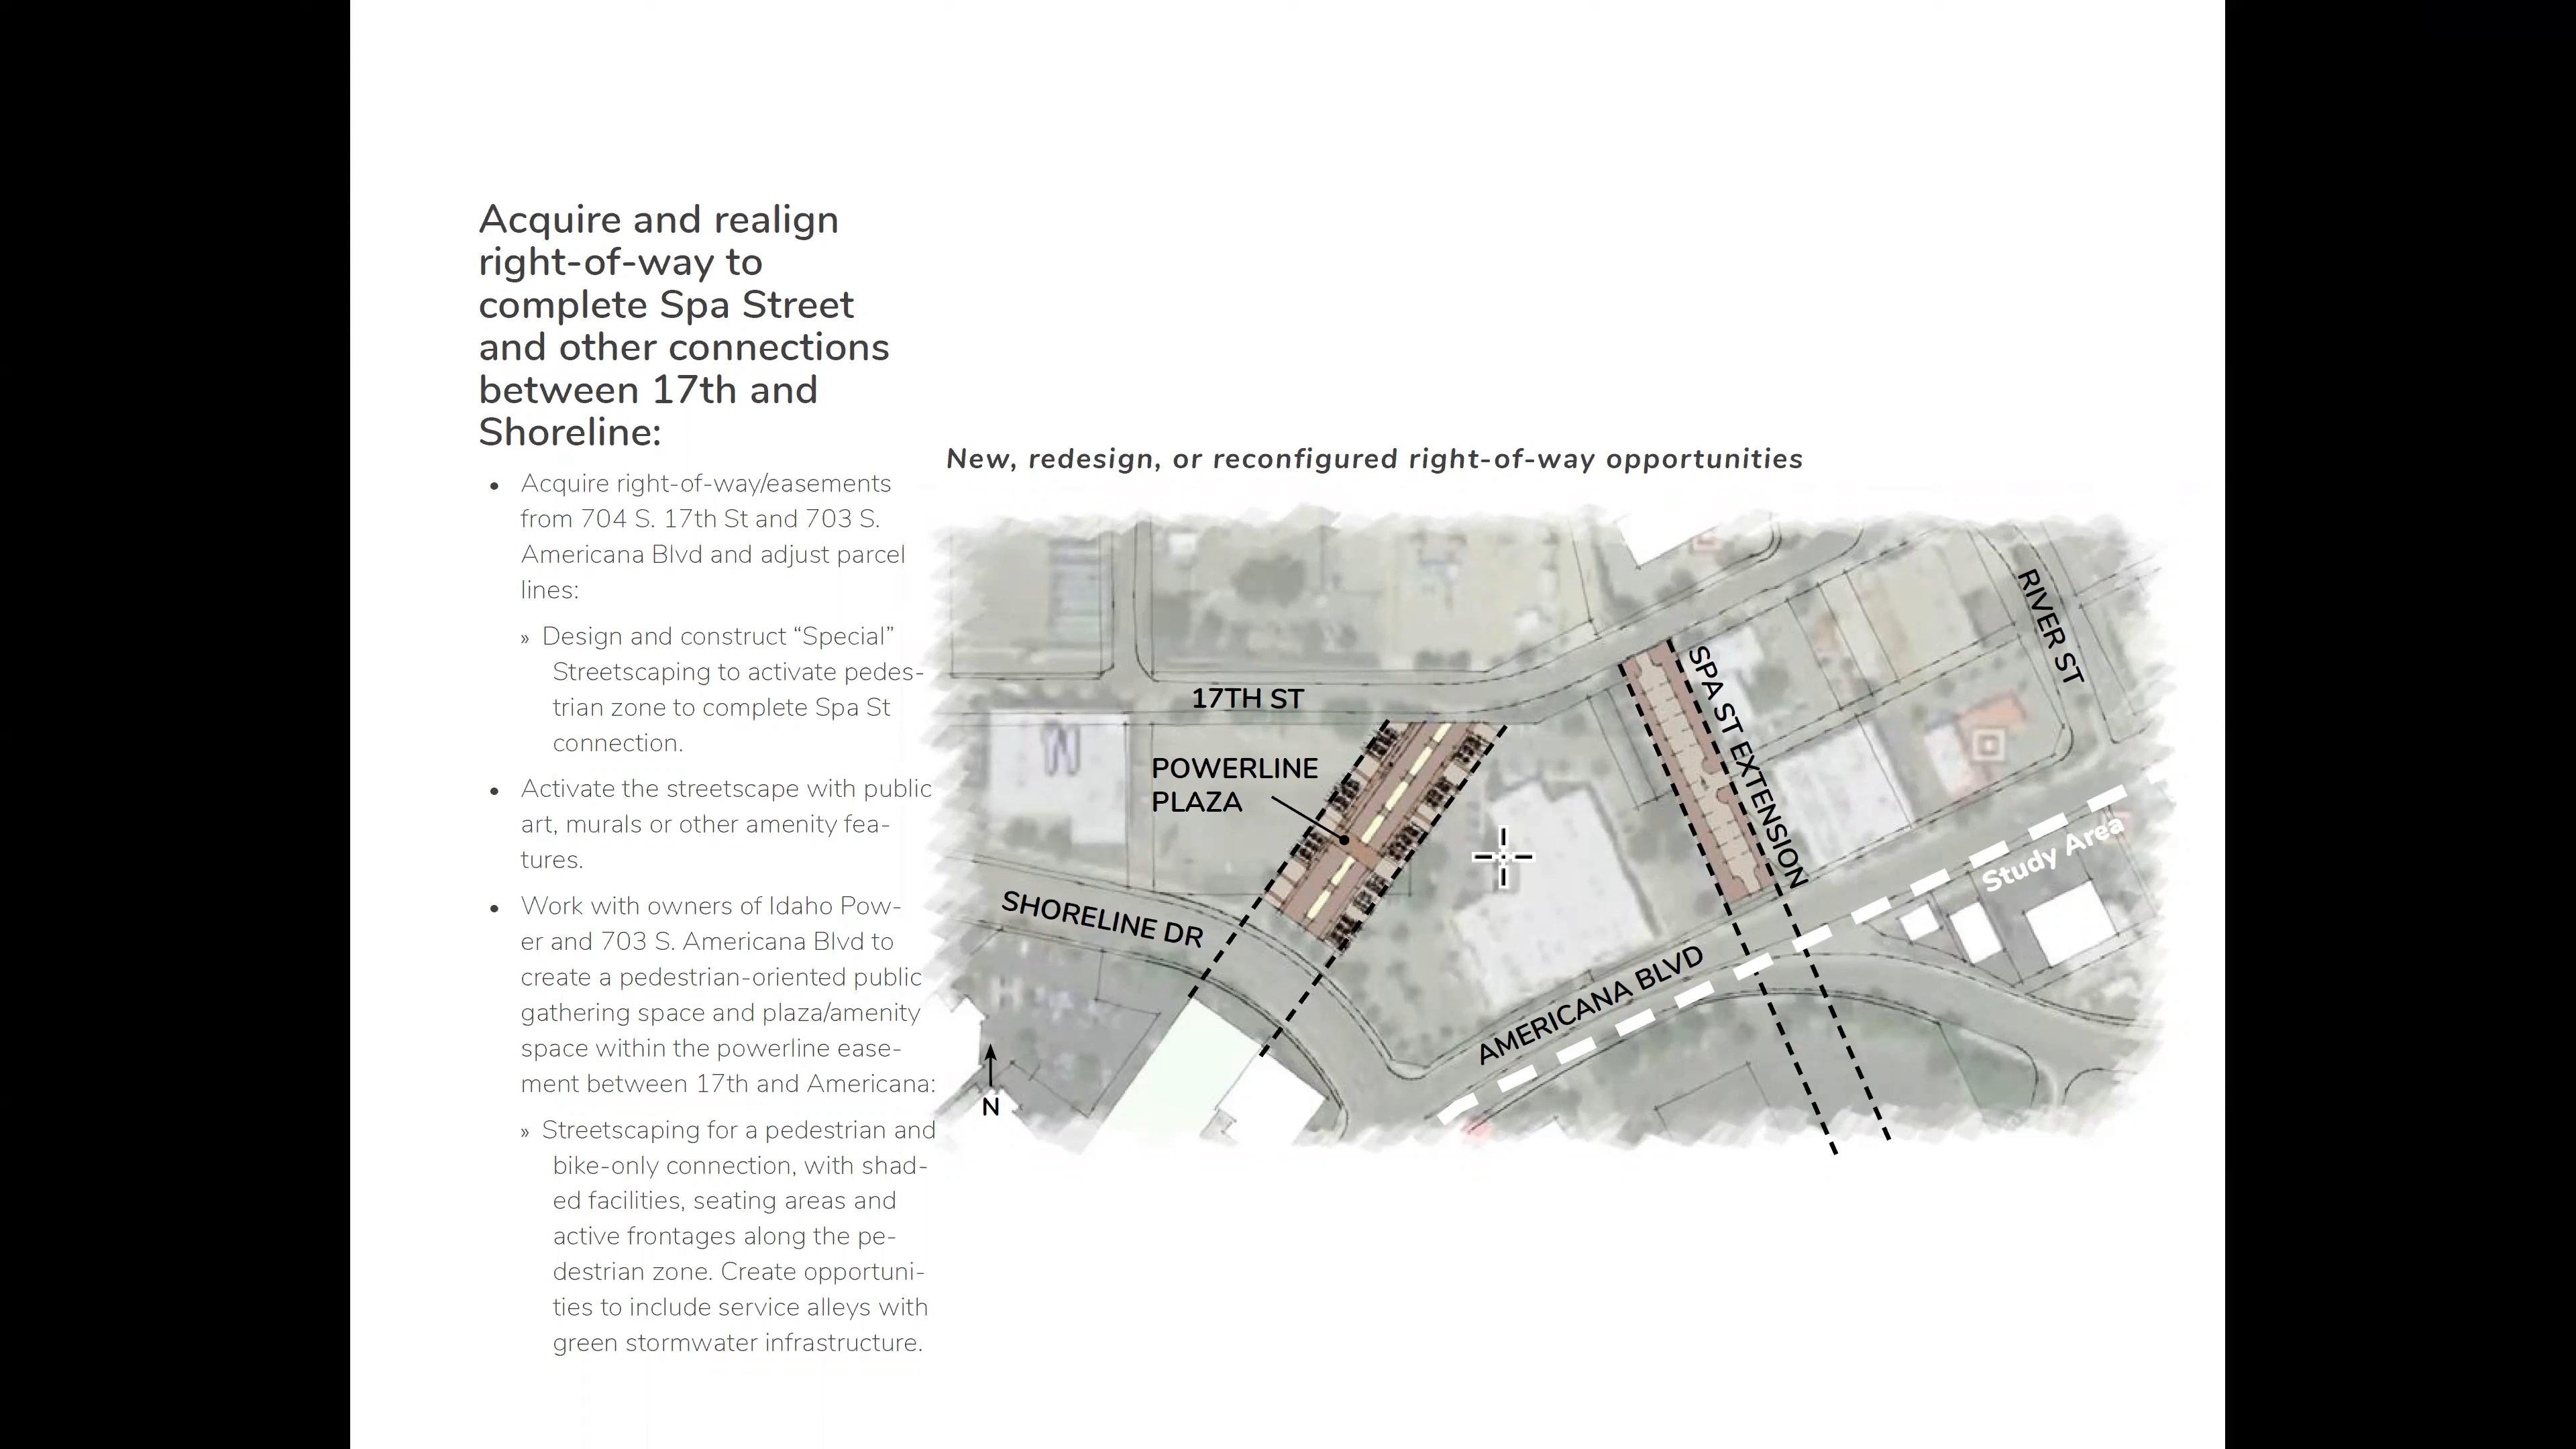 Acquire and realign
right-of-way to
complete Spa Street
and other connections
between 17th and
Shoreline:
• Acquire right-of-way/easements
from 704 S. 17th St and 703 S.
Americana Blvd and adjust parcel
lines:
» Design and construct “Special”
Streetscaping to activate pedes-
trian zone to complete Spa St
connection.
• Activate the streetscape with public
art, murals or other amenity fea-
tures.
• Work with owners of Idaho Pow-
er and 703 S. Americana Blvd to
create a pedestrian-oriented public
gathering space and plaza/amenity
space within the powerline ease-
ment between 17th and Americana:
» Streetscaping for a pedestrian and
bike-only connection, with shad-
ed facilities, seating areas and
active frontages along the pe-
destrian zone. Create opportuni-
ties to include service alleys with
green stormwater infrastructure.
New, redesign, or reconfigured right-of-way opportunities
RIVER ST
17TH ST
SPA ST EXTENSION
POWERLINE
PLAZA
Study Area
SHORELINE DR
AMERICANA BLVD
N